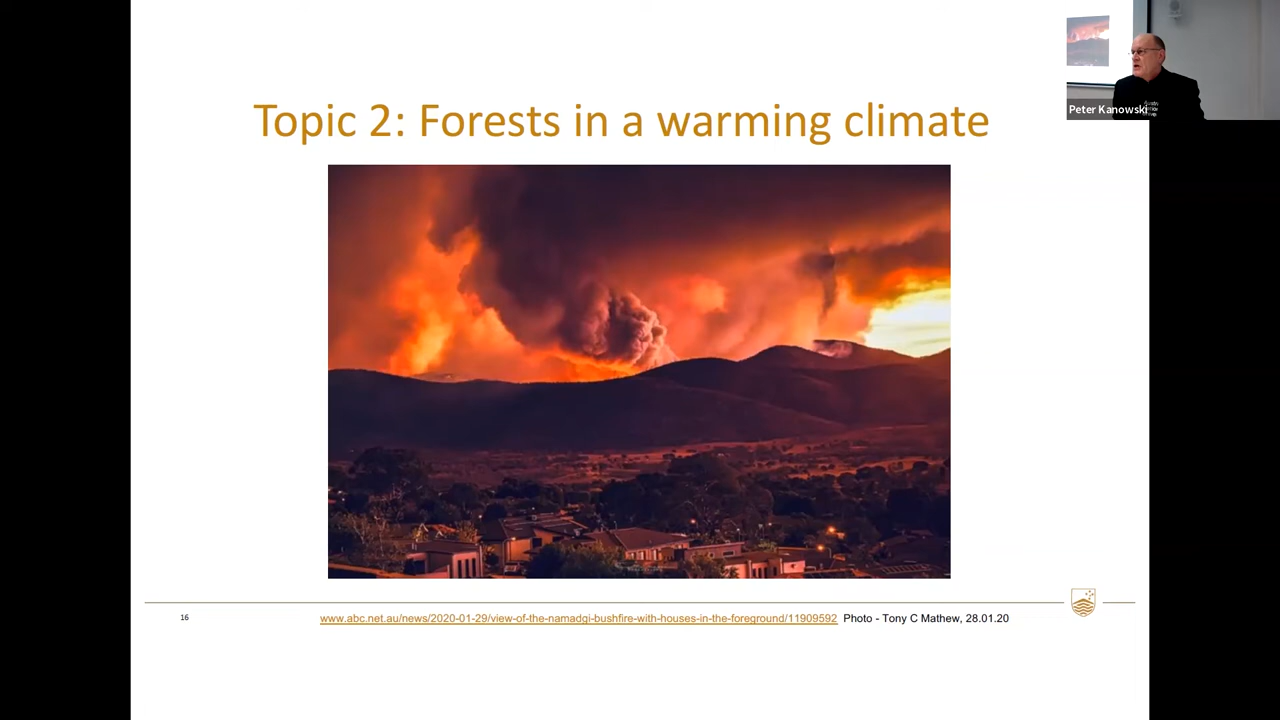 Topic 2: Forests in a warming climate
Peter Kanowski
16
www.abc.net.au/news/2020-01-29/view-of-the-namadgi-bushfire-with-houses-in-the-foreground/11909592 Photo - Tony C Mathew, 28.01.20